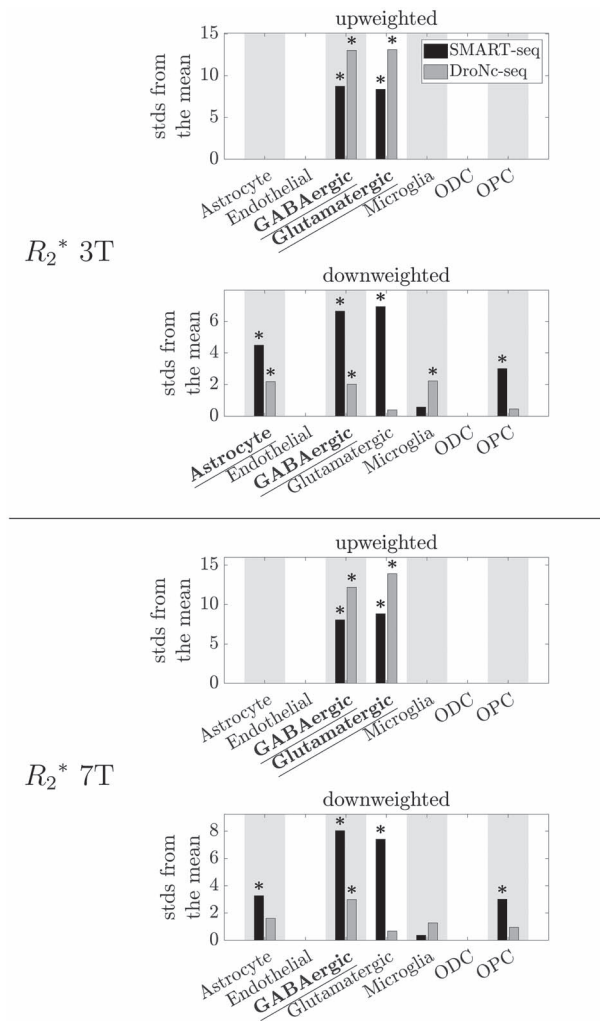 upweighted
stds from
the mean
15
10
5
0
SMART-seq
DroNc-seq
* * * *
Astrocyte
Endothelial
GABAergic
Glutamatergic
Microglia
ODC
OPC
R₂* 3T
downweighted
stds from
the mean
6
4
2
0
* * * * * * *
Astrocyte
Endothelial
GABAergic
Glutamatergic
Microglia
ODC
OPC
upweighted
stds from
the mean
15
10
5
0
* * * *
Astrocyte
Endothelial
GABAergic
Glutamatergic
Microglia
ODC
OPC
R₂* 7T
downweighted
stds from
the mean
8
6
4
2
0
* * * * *
Astrocyte
Endothelial
GABAergic
Glutamatergic
Microglia
ODC
OPC